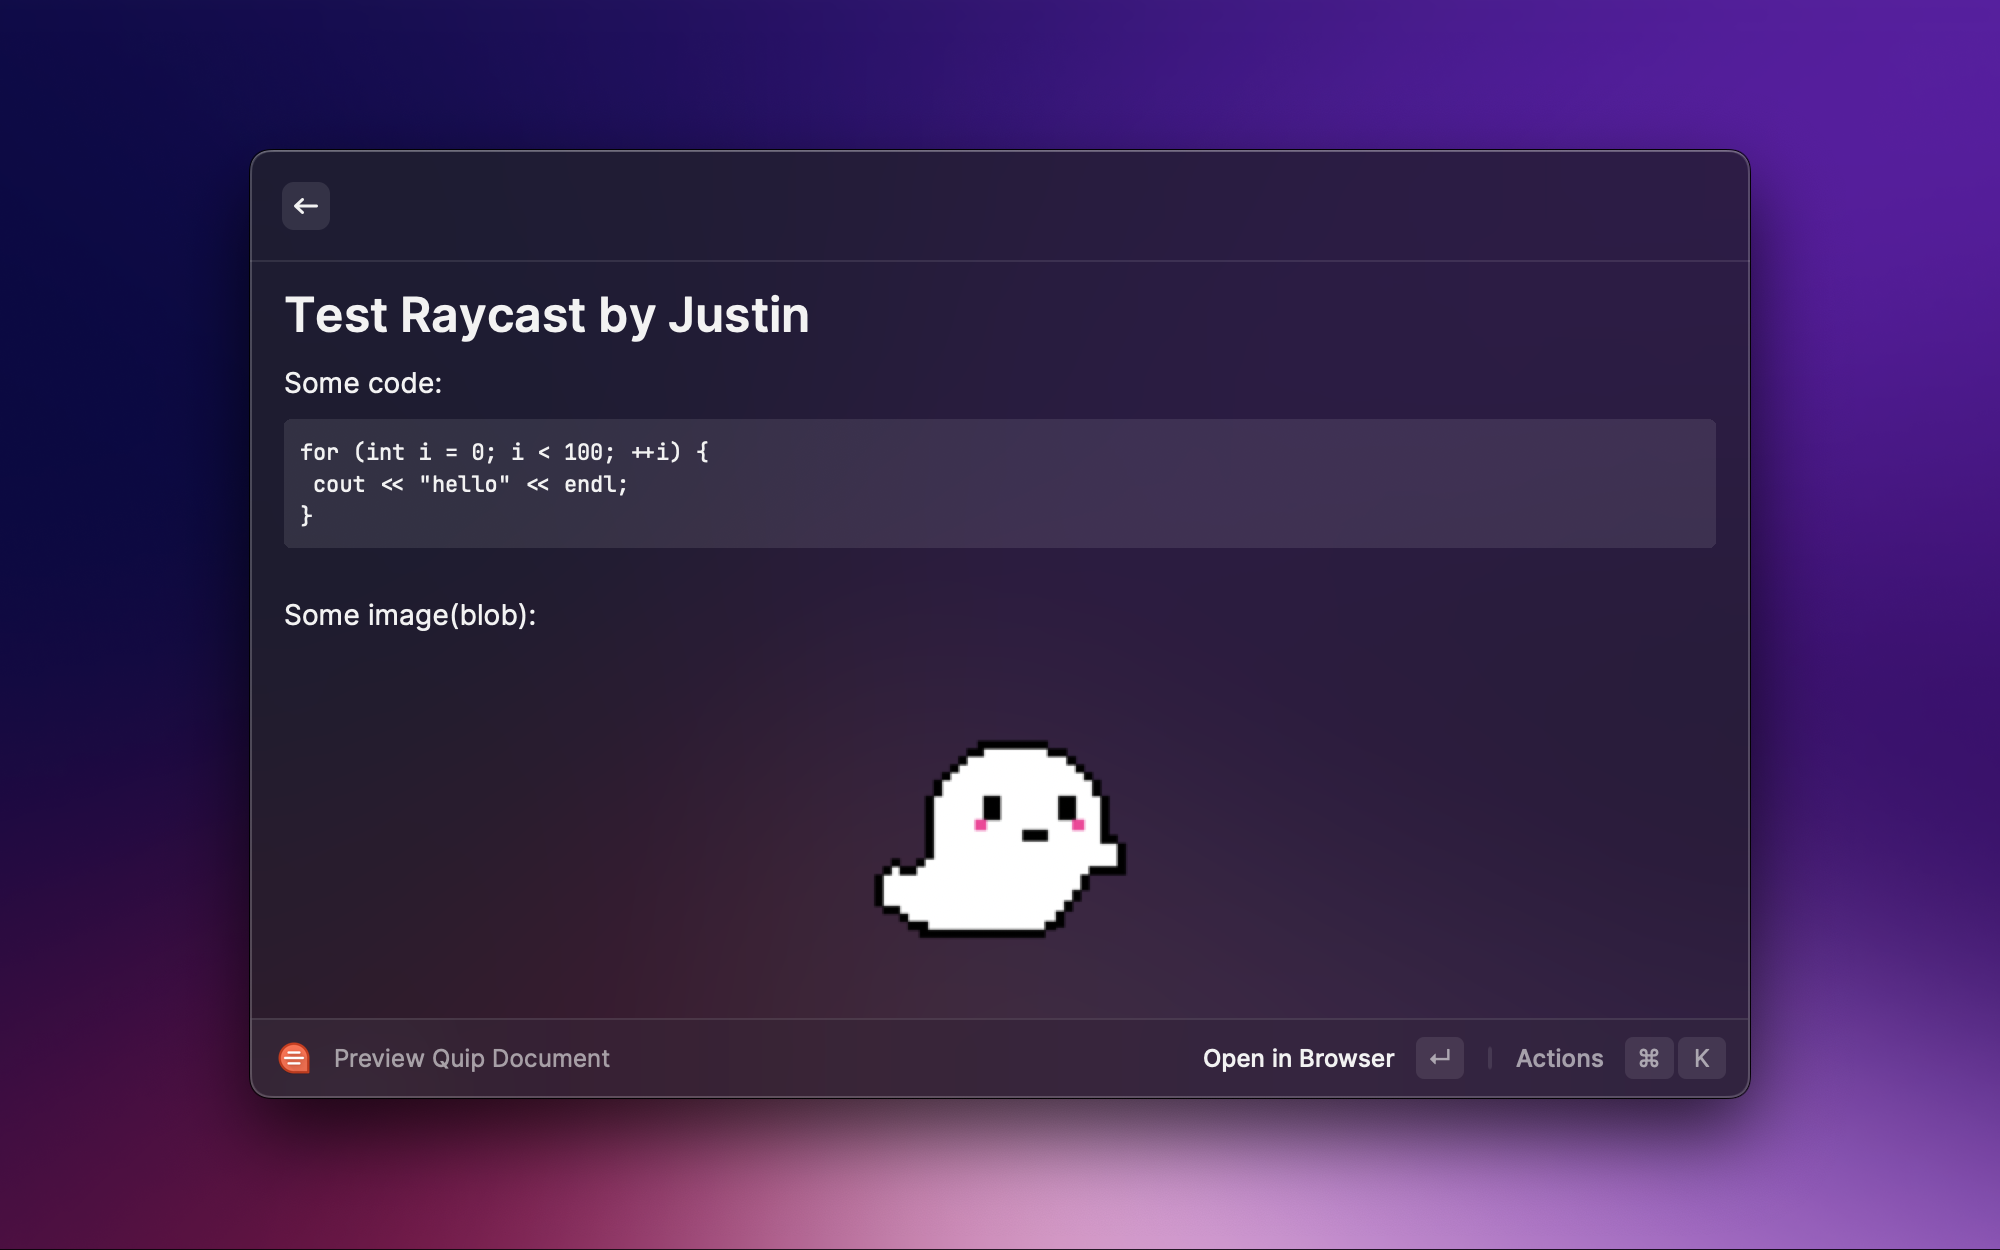 Test Raycast by Justin
Some code:
for (int i = 0; i < 100; ++i) {
 cout << "hello" << endl;
}
Some image(blob):
Preview Quip Document
Open in Browser ↵ | Actions ⌘ K